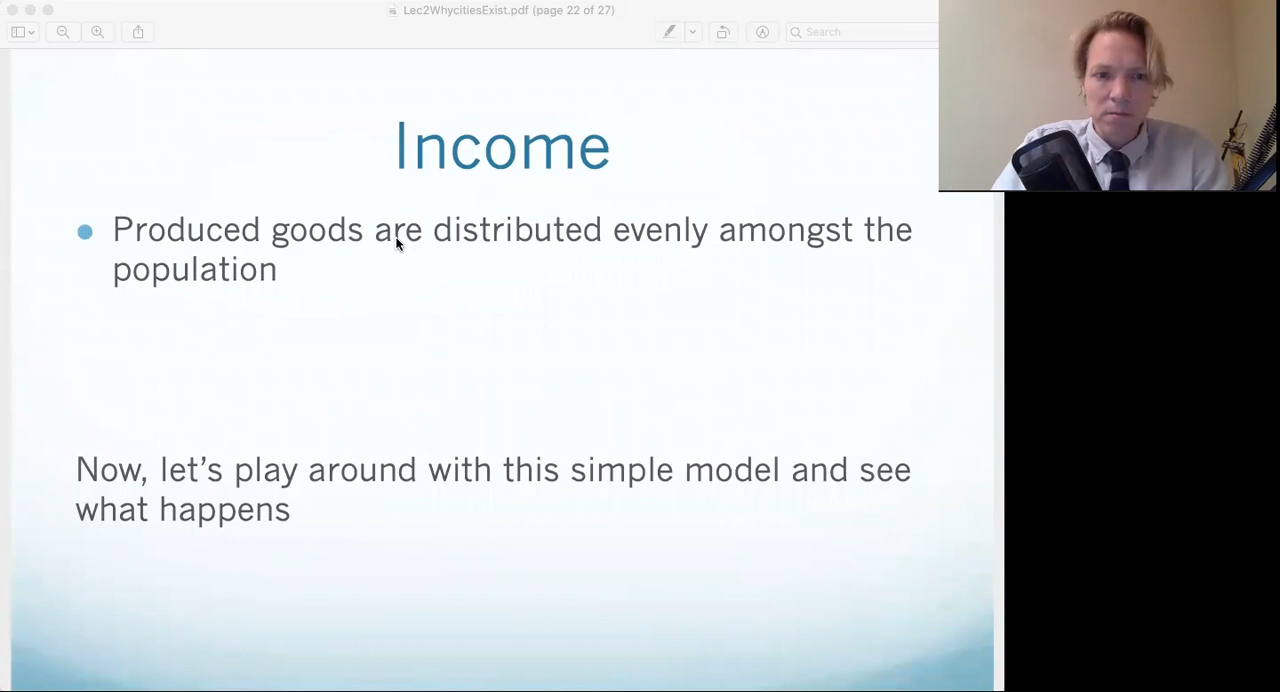 Lec2WhycitiesExist.pdf (page 22 of 27)
Search
Income
Produced goods are distributed evenly amongst the
population
Now, let's play around with this simple model and see
what happens